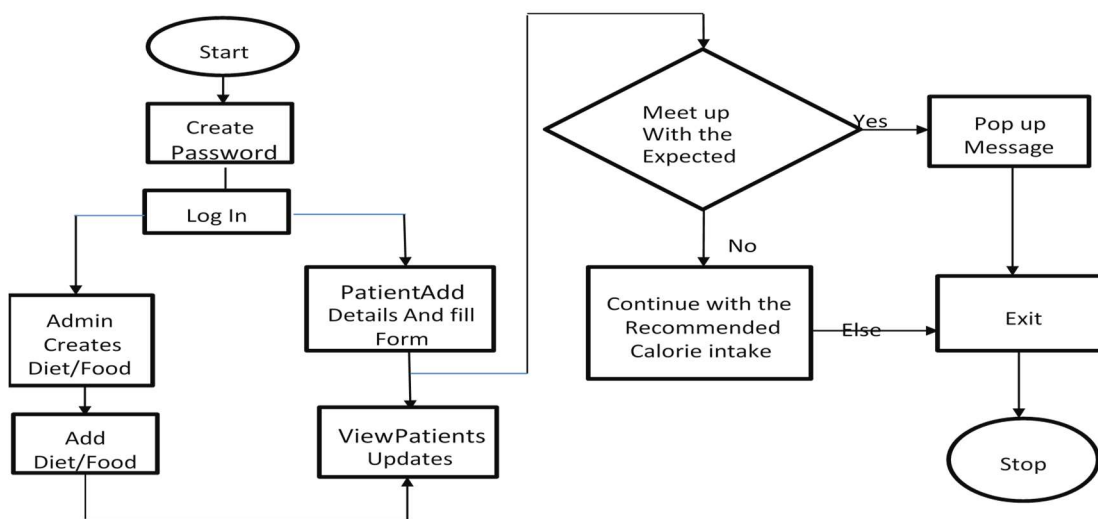 Start
Create
Password
Log In
Admin
Creates
Diet/Food
Add
Diet/Food
PatientAdd
Details And fill
Form
ViewPatients
Updates
Meet up
With the
Expected
Yes
Pop up
Message
No
Continue with the
Recommended
Calorie intake
Else
Exit
Stop